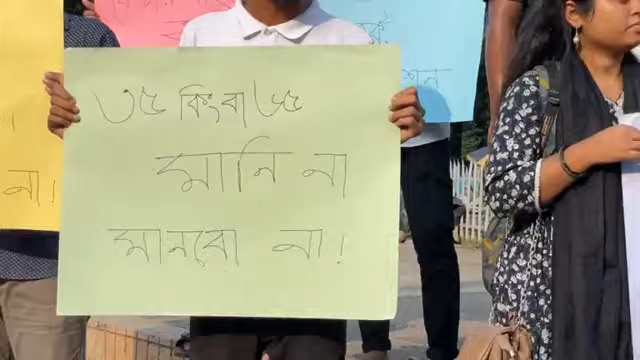 ৩৫ কিংবা ৬৫
মানি না
মানবো না।
না।